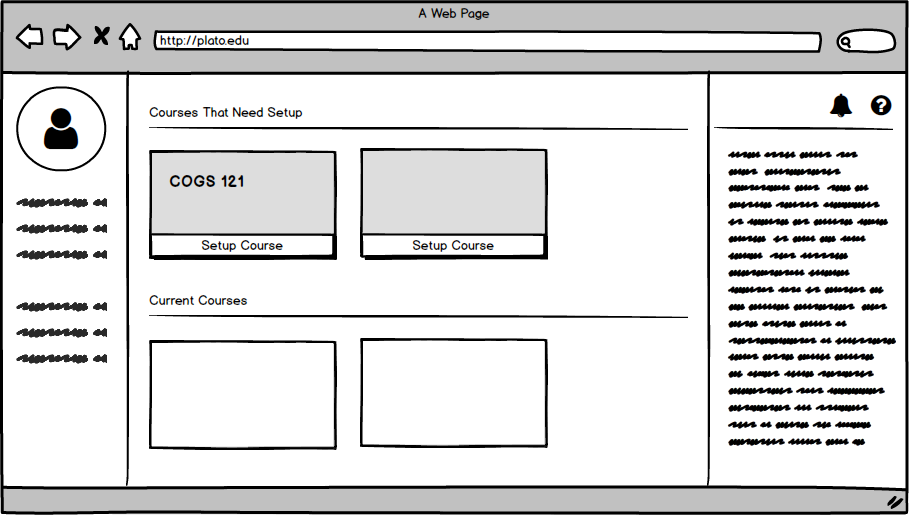 A Web Page
http://plato.edu
Courses That Need Setup
COGS 121
Setup Course
Setup Course
Current Courses